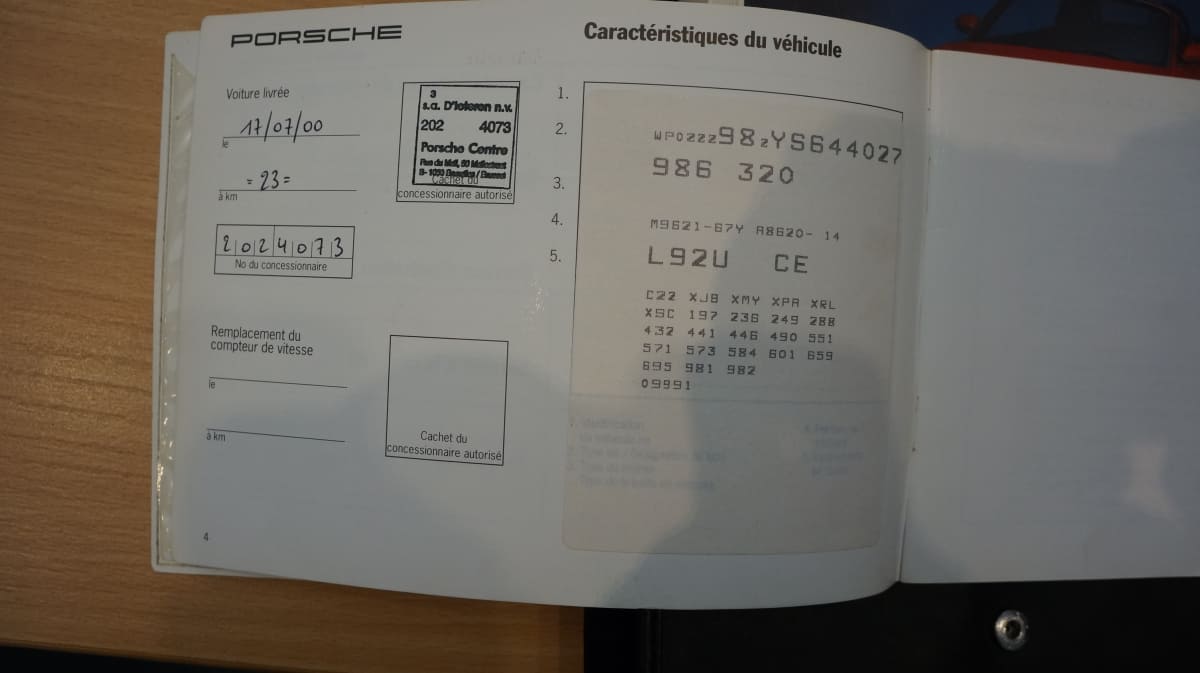 PORSCHE
Voiture livrée
17/07/00
le
= 23 =
à km
2024073
No du concessionnaire
3
s.a. D'Ieteren n.v.
202 4073
Porsche Centre
Rue du Mail, 50
Cachet du
concessionnaire autorisé
Remplacement du
compteur de vitesse
le
à km
Cachet du
concessionnaire autorisé
4
Caractéristiques du véhicule
1.
2.
3.
4.
5.
WP0ZZZ98ZYS644027
986 320
M9621-67Y A8620- 14
L92U CE
C22 XJB XMY XPA XRL
XSC 197 236 249 288
432 441 446 490 551
571 573 584 601 659
695 981 982
09991